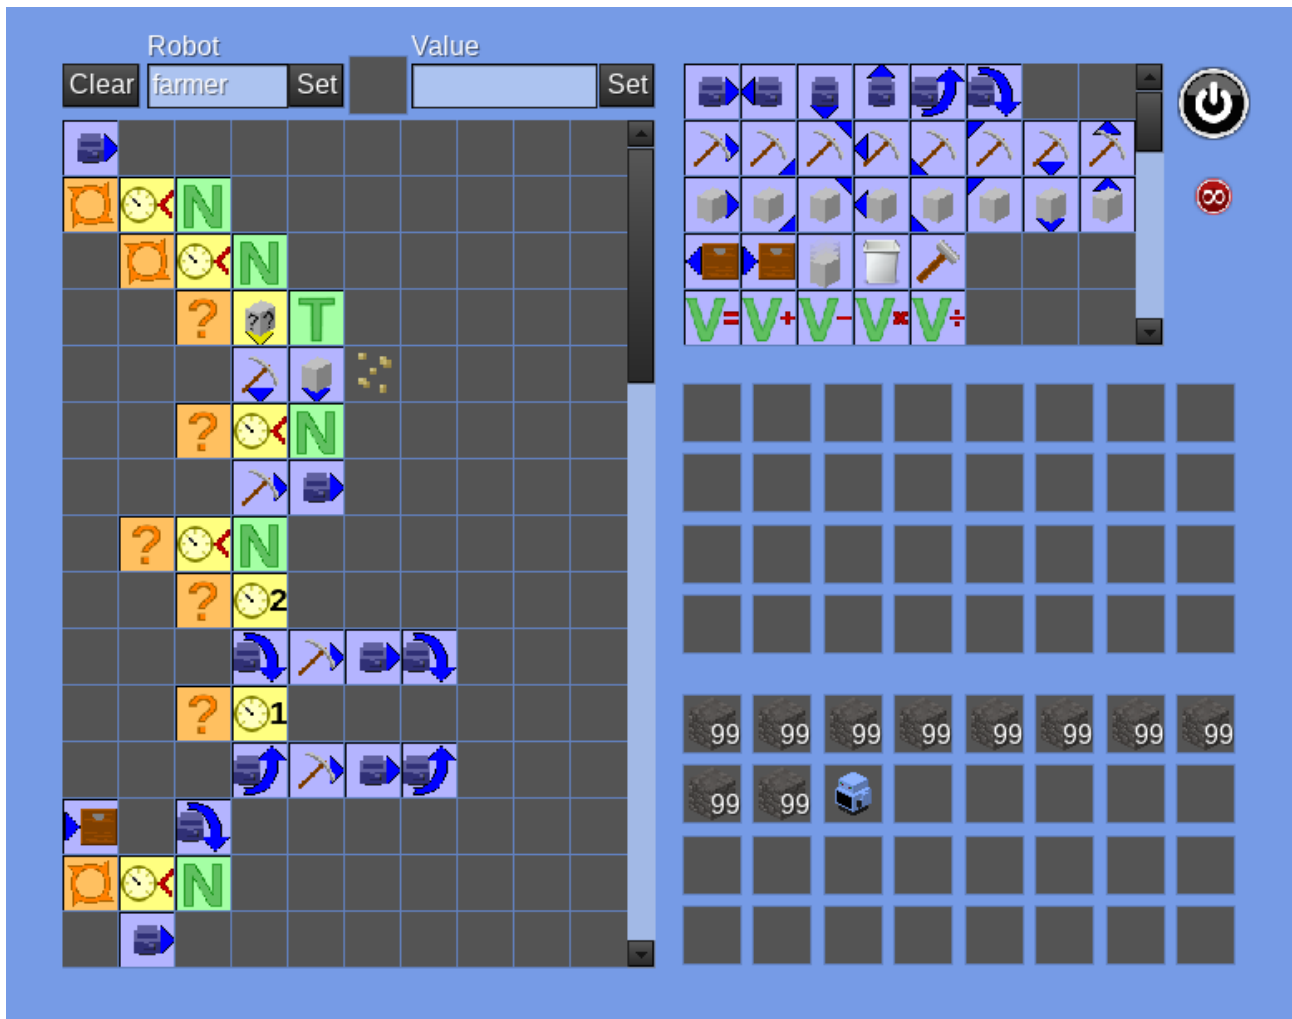 Robot Value
Clear farmer Set Set
N
N
?? T
? N
? N
? 2
? 1
N
V= V+ V- V× V÷
99 99 99 99 99 99 99 99
99 99